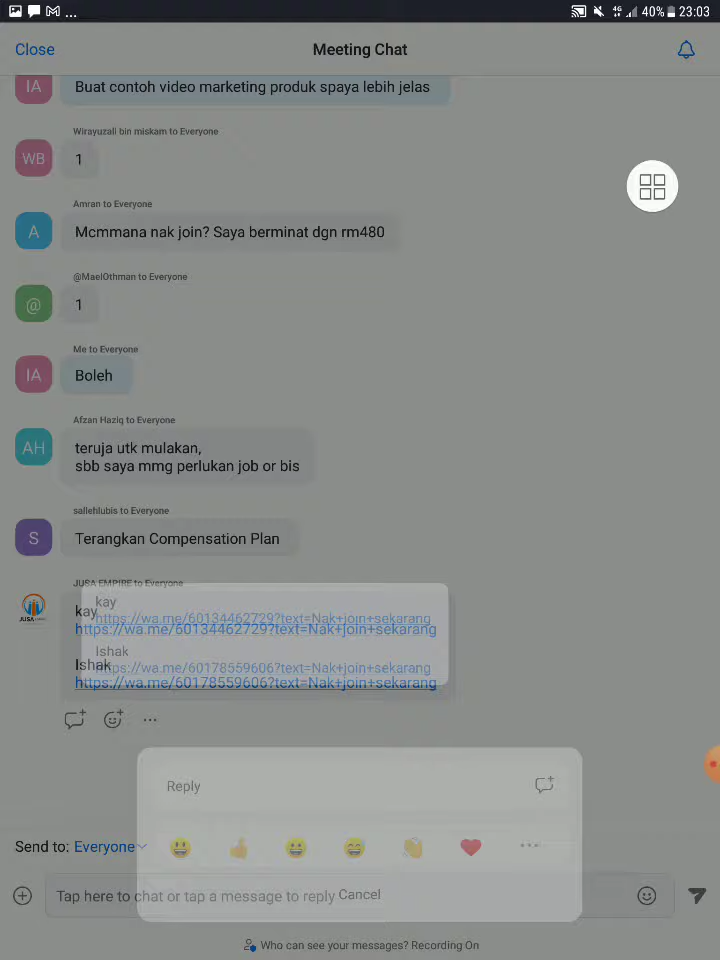 ... 4G 40% 23:03
Close Meeting Chat
IA Buat contoh video marketing produk spaya lebih jelas
Wirayuzali bin miskam to Everyone
WB 1
Amran to Everyone
A Mcmmana nak join? Saya berminat dgn rm480
@MaelOthman to Everyone
@ 1
Me to Everyone
IA Boleh
Afzan Haziq to Everyone
AH teruja utk mulakan,
sbb saya mmg perlukan job or bis
sallehlubis to Everyone
S Terangkan Compensation Plan
JUSA EMPIRE to Everyone
kay
kay
https://wa.me/60134462729?text=Nak+join+sekarang
https://wa.me/60134462729?text=Nak+join+sekarang
Ishak
Ishak
https://wa.me/60178559606?text=Nak+join+sekarang
https://wa.me/60178559606?text=Nak+join+sekarang
Reply
Send to: Everyone
Tap here to chat or tap a message to reply
Cancel
Who can see your messages? Recording On